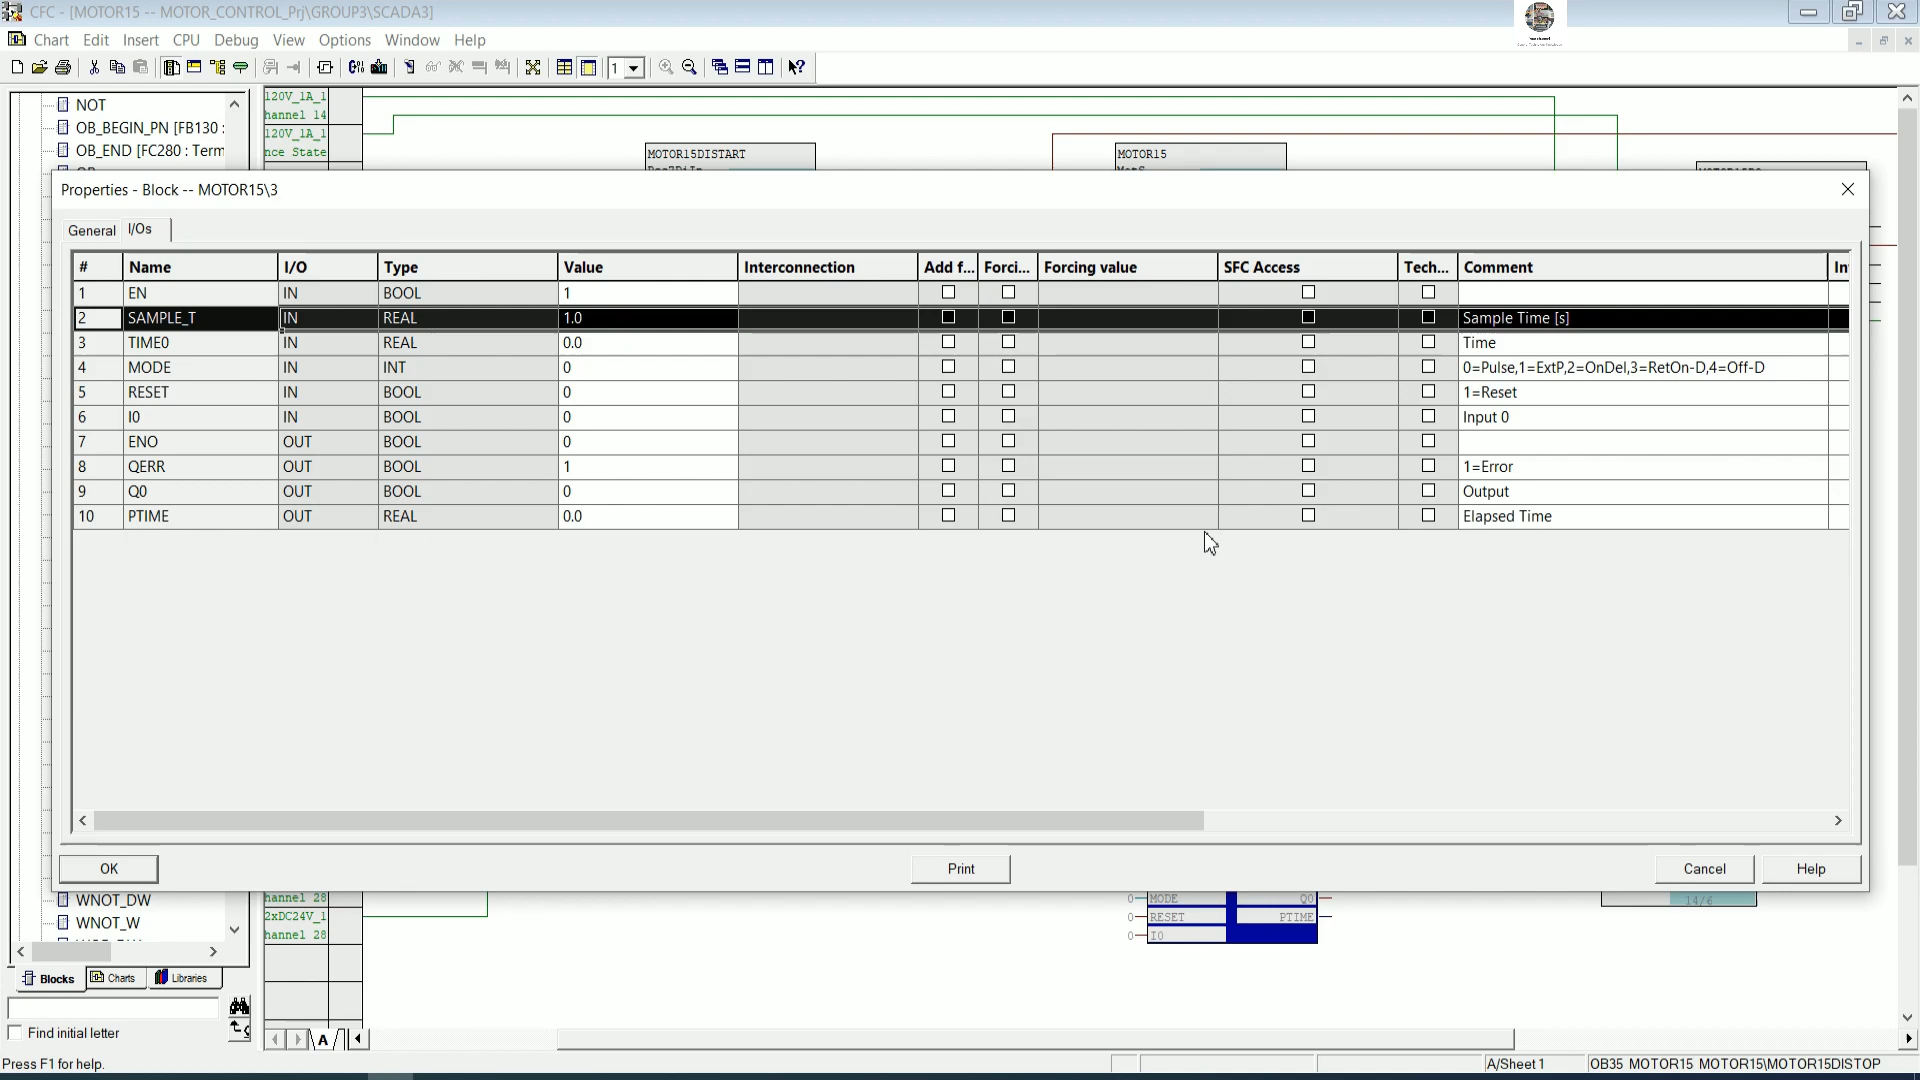 CFC - [MOTOR15 -- MOTOR_CONTROL_Prj\GROUP3\SCADA3]
Chart Edit Insert CPU Debug View Options Window Help
1
NOT
OB_BEGIN_PN [FB130 :
OB_END [FC280 : Term
120V_1A_1
hannel 14
120V_1A_1
nce State
MOTOR15DISTART
MOTOR15
Properties - Block -- MOTOR15\3
General I/Os
# Name I/O Type Value Interconnection Add f... Forci... Forcing value SFC Access Tech... Comment In
1 EN IN BOOL 1
2 SAMPLE_T IN REAL 1.0 Sample Time [s]
3 TIME0 IN REAL 0.0 Time
4 MODE IN INT 0 0=Pulse,1=ExtP,2=OnDel,3=RetOn-D,4=Off-D
5 RESET IN BOOL 0 1=Reset
6 I0 IN BOOL 0 Input 0
7 ENO OUT BOOL 0
8 QERR OUT BOOL 1 1=Error
9 Q0 OUT BOOL 0 Output
10 PTIME OUT REAL 0.0 Elapsed Time
OK Print Cancel Help
WNOT_DW
WNOT_W
hannel 28
2xDC24V_1
hannel 28
0 MODE Q0
0 RESET PTIME
0 I0
14/6
Blocks Charts Libraries
Find initial letter
A
Press F1 for help.
A/Sheet 1
OB35 MOTOR15 MOTOR15\MOTOR15DISTOP